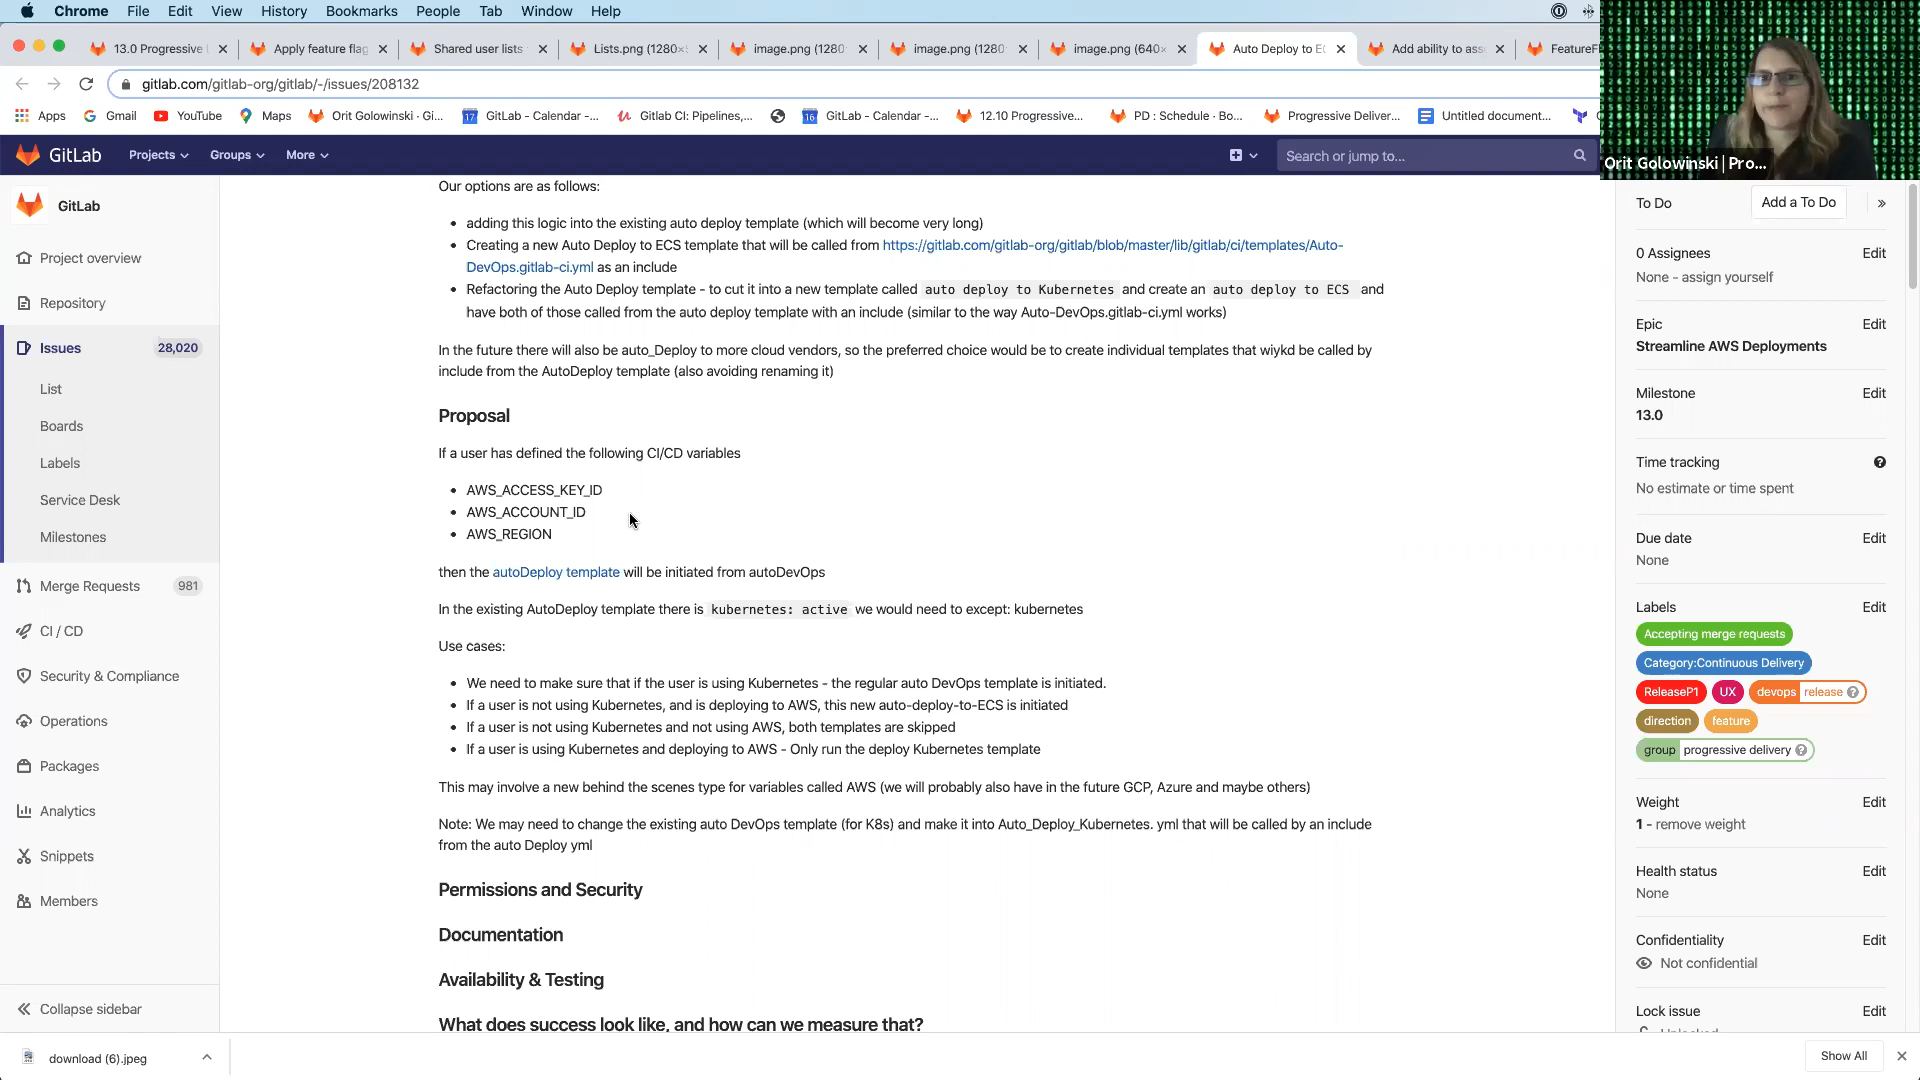 Chrome File Edit View History Bookmarks People Tab Window Help
13.0 Progressive Apply feature flag Shared user lists Lists.png (1280× image.png (1280 image.png (1280 image.png (640× Auto Deploy to EC Add ability to ass FeatureFl
gitlab.com/gitlab-org/gitlab/-/issues/208132
Apps Gmail YouTube Maps Orit Golowinski · Gi... GitLab - Calendar -... Gitlab CI: Pipelines,... GitLab - Calendar -... 12.10 Progressive... PD : Schedule · Bo... Progressive Deliver... Untitled document...
Orit Golowinski | Pro...
GitLab Projects Groups More Search or jump to...
GitLab
Project overview
Repository
Issues 28,020
List
Boards
Labels
Service Desk
Milestones
Merge Requests 981
CI / CD
Security & Compliance
Operations
Packages
Analytics
Snippets
Members
Collapse sidebar
Our options are as follows:
adding this logic into the existing auto deploy template (which will become very long)
Creating a new Auto Deploy to ECS template that will be called from https://gitlab.com/gitlab-org/gitlab/blob/master/lib/gitlab/ci/templates/Auto-
DevOps.gitlab-ci.yml as an include
Refactoring the Auto Deploy template - to cut it into a new template called auto deploy to Kubernetes and create an auto deploy to ECS and
have both of those called from the auto deploy template with an include (similar to the way Auto-DevOps.gitlab-ci.yml works)
In the future there will also be auto_Deploy to more cloud vendors, so the preferred choice would be to create individual templates that wiykd be called by
include from the AutoDeploy template (also avoiding renaming it)
Proposal
If a user has defined the following CI/CD variables
AWS_ACCESS_KEY_ID
AWS_ACCOUNT_ID
AWS_REGION
then the autoDeploy template will be initiated from autoDevOps
In the existing AutoDeploy template there is kubernetes: active we would need to except: kubernetes
Use cases:
We need to make sure that if the user is using Kubernetes - the regular auto DevOps template is initiated.
If a user is not using Kubernetes, and is deploying to AWS, this new auto-deploy-to-ECS is initiated
If a user is not using Kubernetes and not using AWS, both templates are skipped
If a user is using Kubernetes and deploying to AWS - Only run the deploy Kubernetes template
This may involve a new behind the scenes type for variables called AWS (we will probably also have in the future GCP, Azure and maybe others)
Note: We may need to change the existing auto DevOps template (for K8s) and make it into Auto_Deploy_Kubernetes. yml that will be called by an include
from the auto Deploy yml
Permissions and Security
Documentation
Availability & Testing
What does success look like, and how can we measure that?
To Do Add a To Do
0 Assignees Edit
None - assign yourself
Epic Edit
Streamline AWS Deployments
Milestone Edit
13.0
Time tracking
No estimate or time spent
Due date Edit
None
Labels Edit
Accepting merge requests
Category:Continuous Delivery
ReleaseP1 UX devops release
direction feature
group progressive delivery
Weight Edit
1 - remove weight
Health status Edit
None
Confidentiality Edit
Not confidential
Lock issue Edit
download (6).jpeg Show All